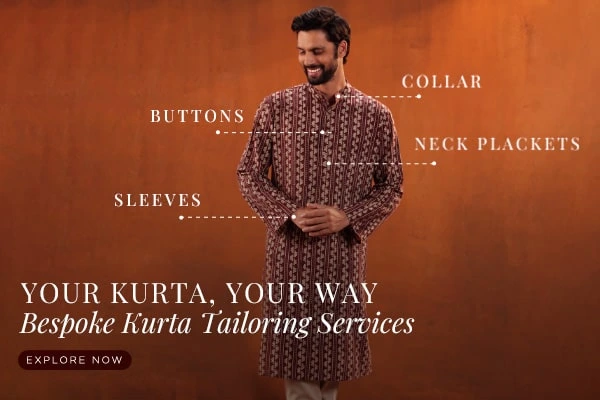 COLLAR
BUTTONS
NECK PLACKETS
SLEEVES
YOUR KURTA, YOUR WAY
Bespoke Kurta Tailoring Services
EXPLORE NOW